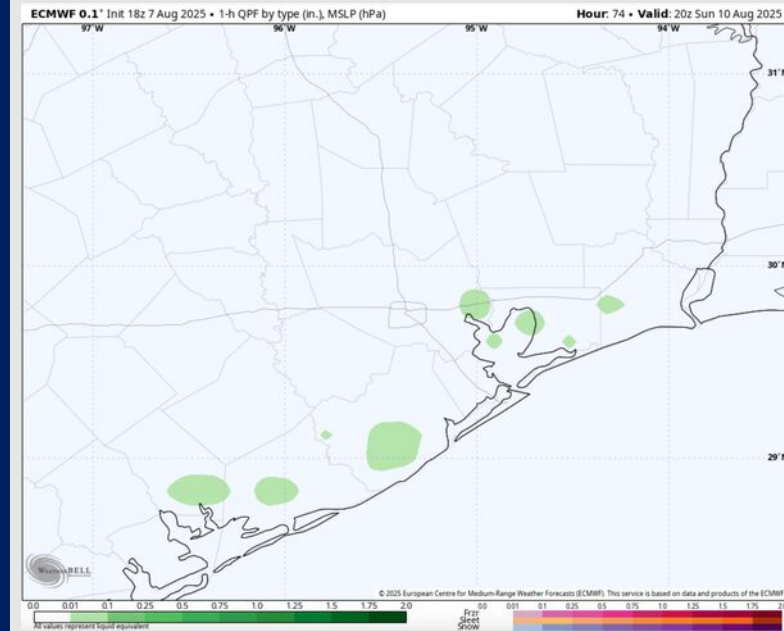 ECMWF 0.1° Init 18z 7 Aug 2025 • 1-h QPF by type (in.), MSLP (hPa) Hour: 74 • Valid: 20z Sun 10 Aug 2025
97°W 96°W 95°W 94°W
31°N
30°N
29°N
WeatherBELL
© 2025 European Centre for Medium-Range Weather Forecasts (ECMWF). This service is based on data and products of the ECMWF
0.0 0.01 0.1 0.25 0.5 0.75 1.0 1.25 1.5 1.75 2.0
All values represent liquid equivalent
0.0 0.01 0.1 0.25 0.5 0.75 1.0 1.25 1.5 1.75
Frzr
Sleet
Snow